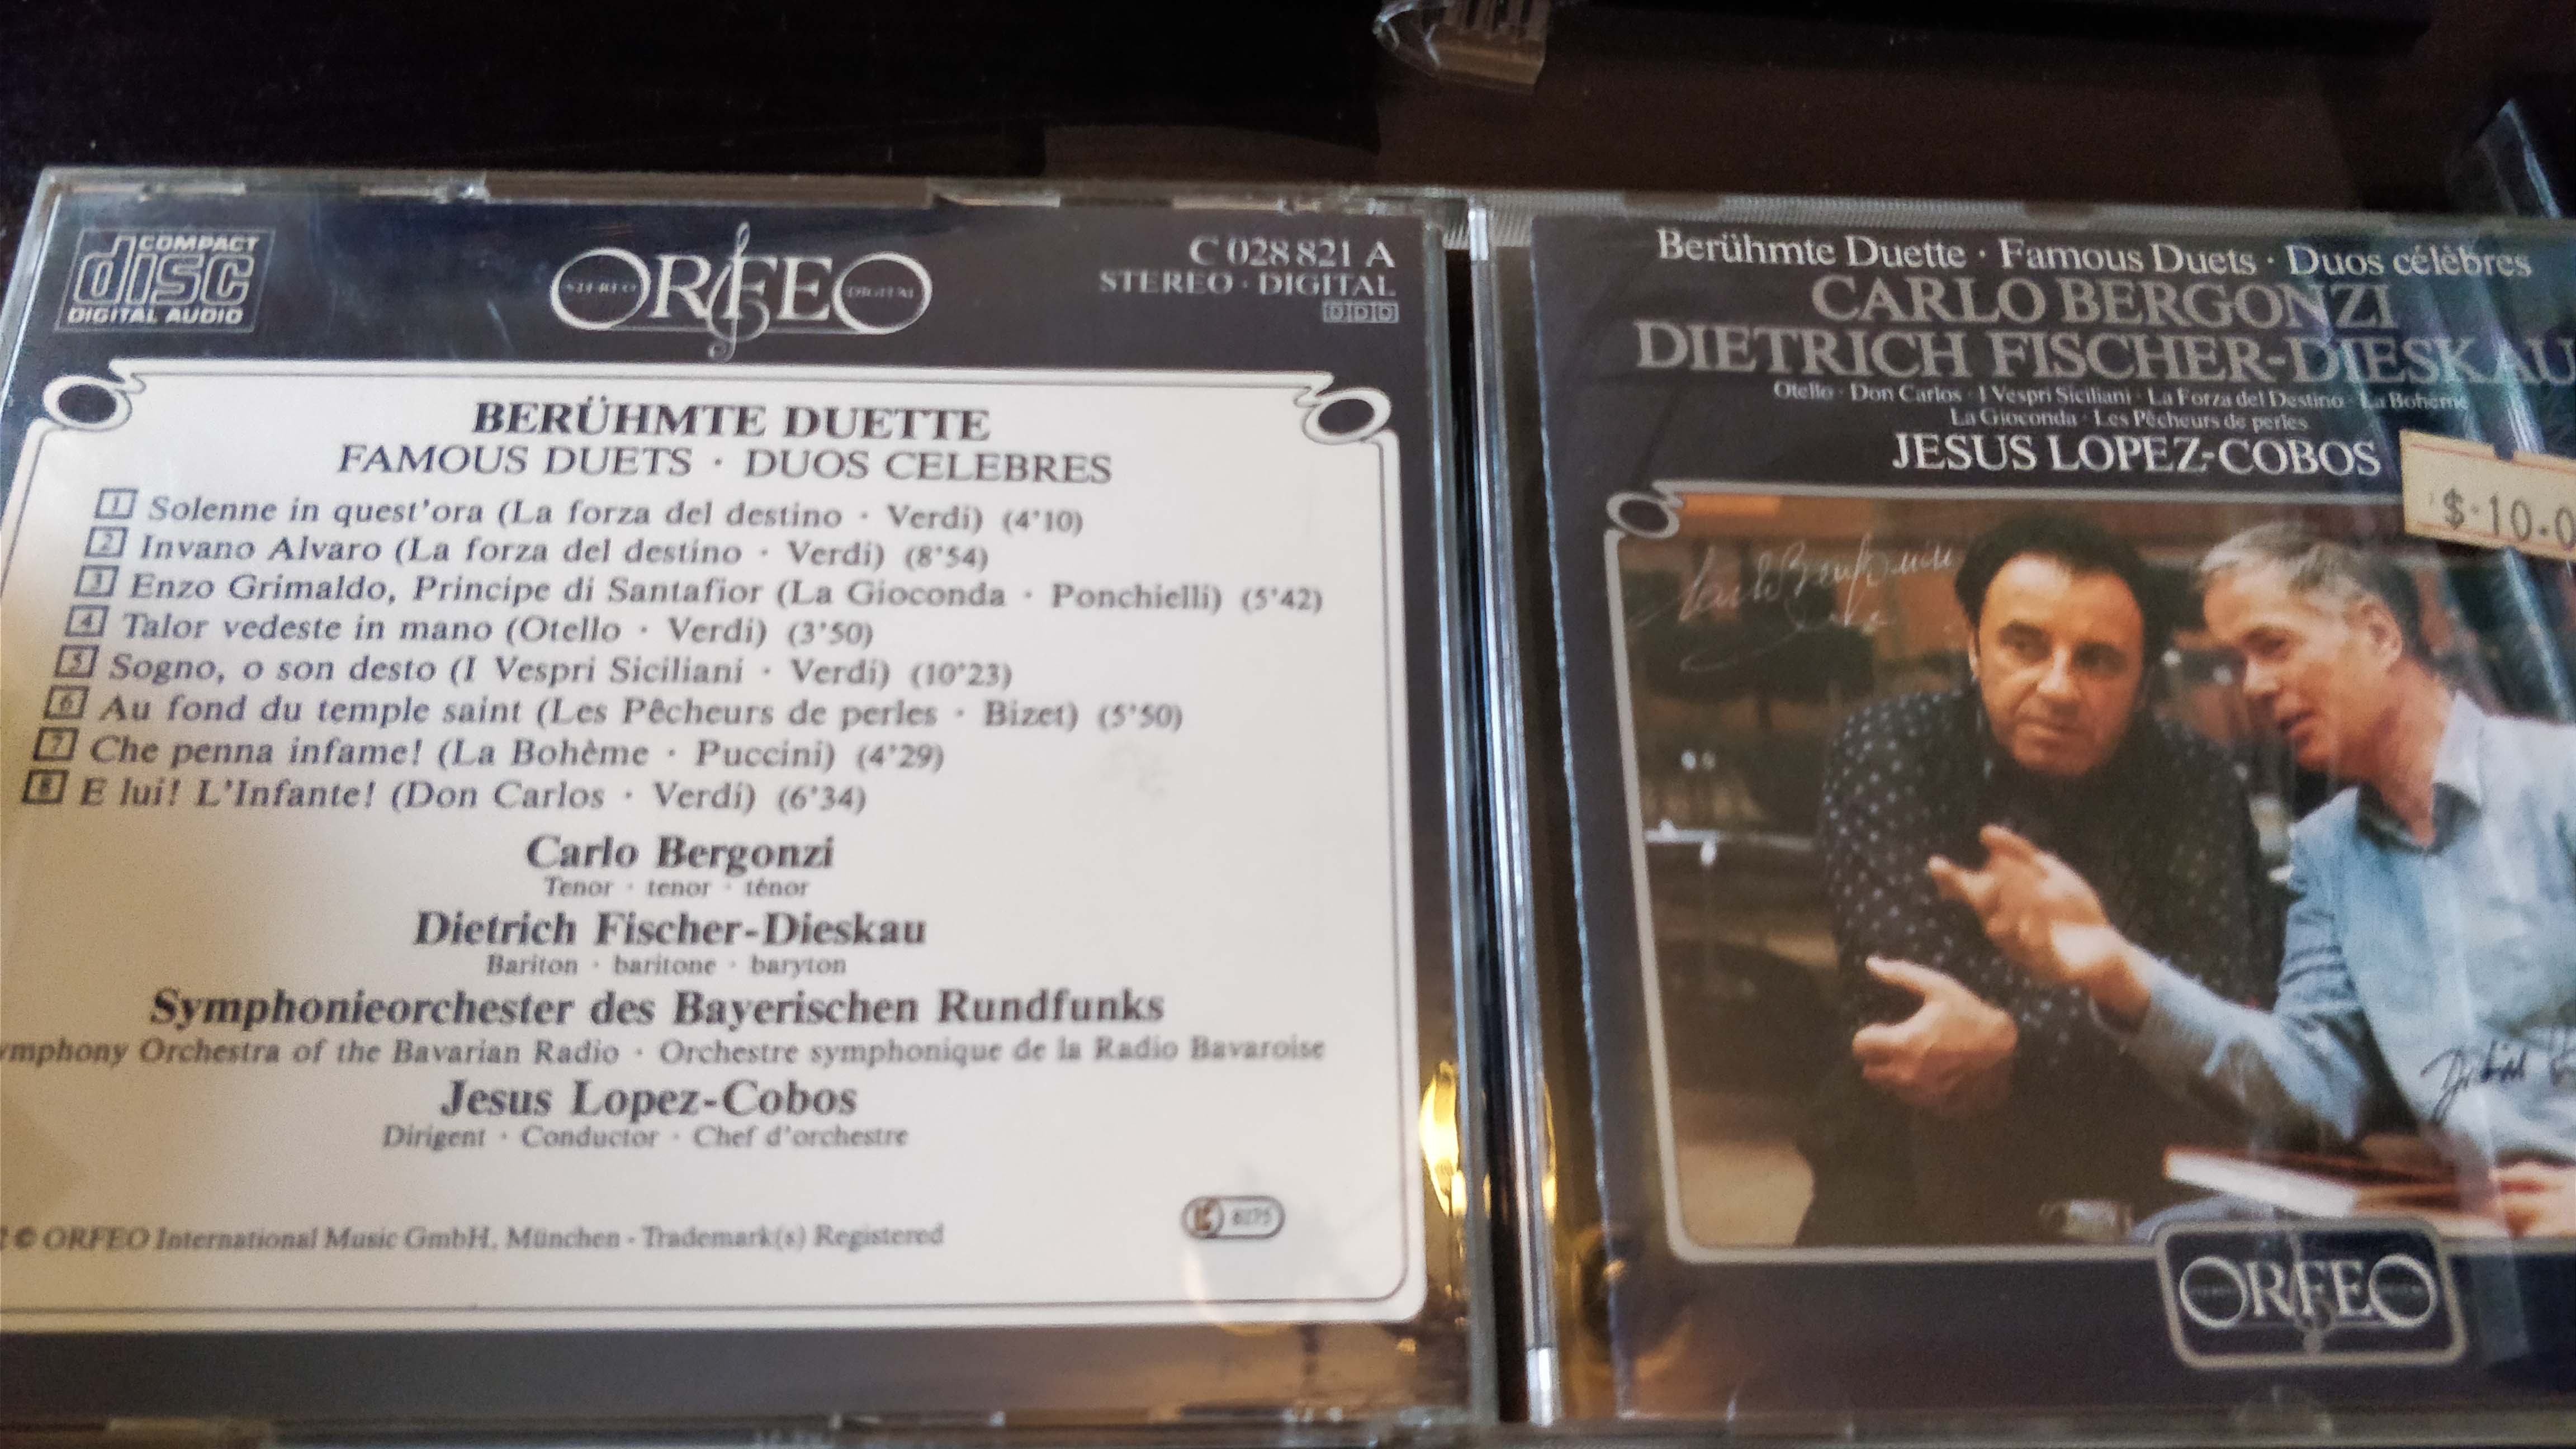 COMPACT
disc
DIGITAL AUDIO
STEREO ORFEO DIGITAL
C 028 821 A
STEREO · DIGITAL
DDD
BERÜHMTE DUETTE
FAMOUS DUETS · DUOS CELEBRES
1 Solenne in quest'ora (La forza del destino · Verdi) (4'10)
2 Invano Alvaro (La forza del destino · Verdi) (8'54)
3 Enzo Grimaldo, Principe di Santafior (La Gioconda · Ponchielli) (5'42)
4 Talor vedeste in mano (Otello · Verdi) (3'50)
5 Sogno, o son desto (I Vespri Siciliani · Verdi) (10'23)
6 Au fond du temple saint (Les Pêcheurs de perles · Bizet) (5'50)
7 Che penna infame! (La Bohème · Puccini) (4'29)
8 E lui! L'Infante! (Don Carlos · Verdi) (6'34)
Carlo Bergonzi
Tenor · tenor · ténor
Dietrich Fischer-Dieskau
Bariton · baritone · baryton
Symphonieorchester des Bayerischen Rundfunks
ymphony Orchestra of the Bavarian Radio · Orchestre symphonique de la Radio Bavaroise
Jesus Lopez-Cobos
Dirigent · Conductor · Chef d'orchestre
© ORFEO International Music GmbH, München - Trademark(s) Registered
Berühmte Duette · Famous Duets · Duos célèbres
CARLO BERGONZI
DIETRICH FISCHER-DIESKAU
Otello · Don Carlos · I Vespri Siciliani · La Forza del Destino · La Bohème
La Gioconda · Les Pêcheurs de perles
JESUS LOPEZ-COBOS
$·10.0
ORFEO